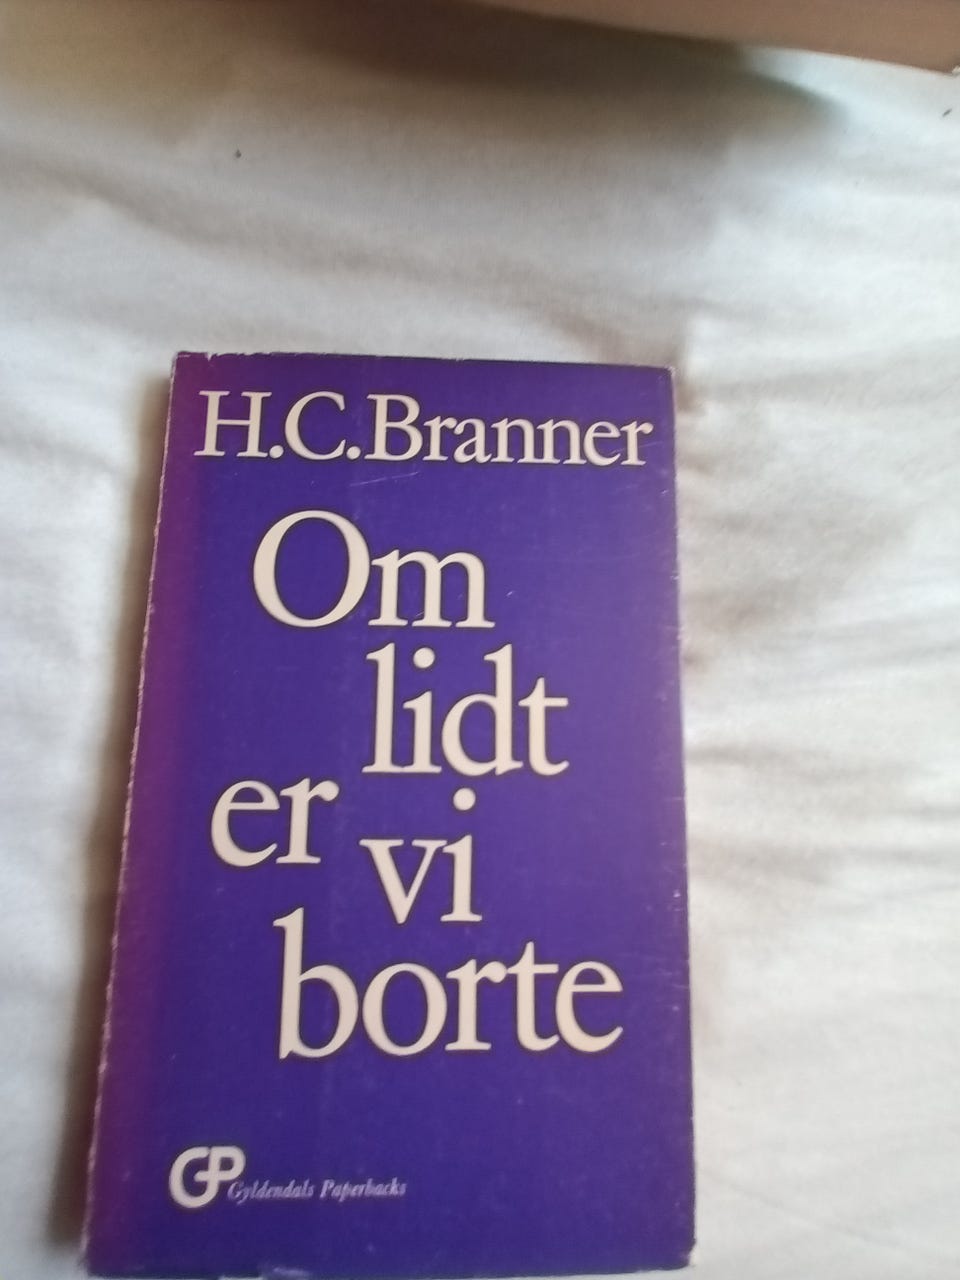 H.C.Branner
Om
lidt
er vi
borte
GP Gyldendals Paperbacks